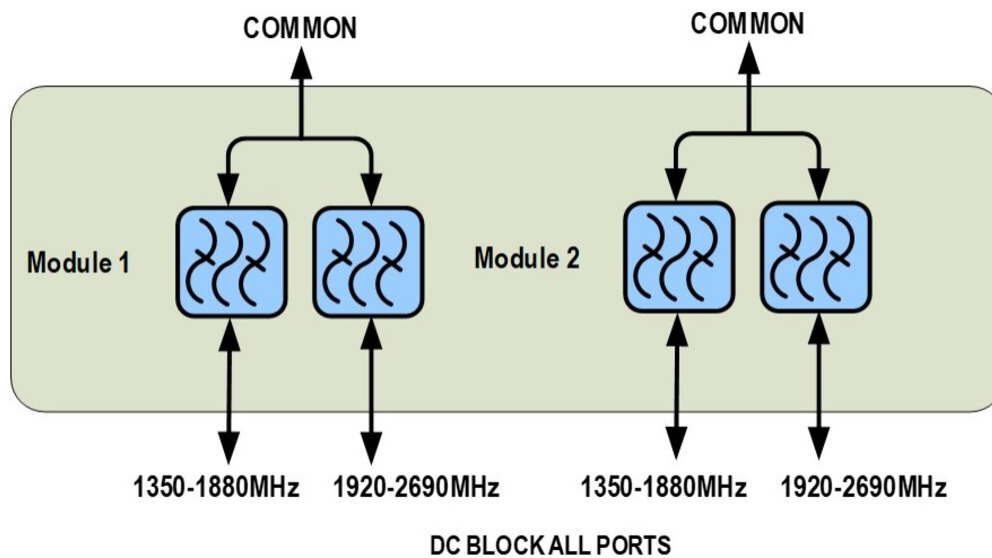 COMMON
COMMON
Module 1
Module 2
1350-1880MHz
1920-2690MHz
1350-1880MHz
1920-2690MHz
DC BLOCK ALL PORTS